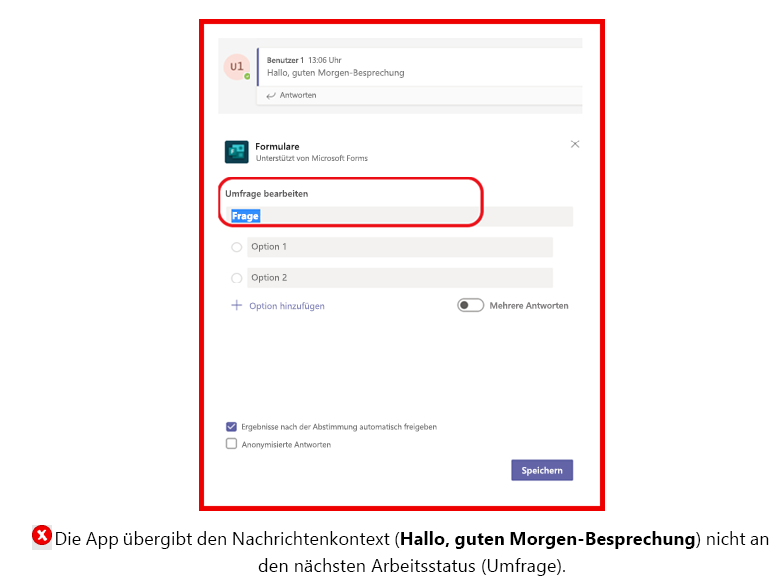 U1
Benutzer 1 13:06 Uhr
Hallo, guten Morgen-Besprechung
Antworten
Formulare
Unterstützt von Microsoft Forms
Umfrage bearbeiten
Frage
Option 1
Option 2
Option hinzufügen
Mehrere Antworten
Ergebnisse nach der Abstimmung automatisch freigeben
Anonymisierte Antworten
Speichern
Die App übergibt den Nachrichtenkontext (Hallo, guten Morgen-Besprechung) nicht an
den nächsten Arbeitsstatus (Umfrage).